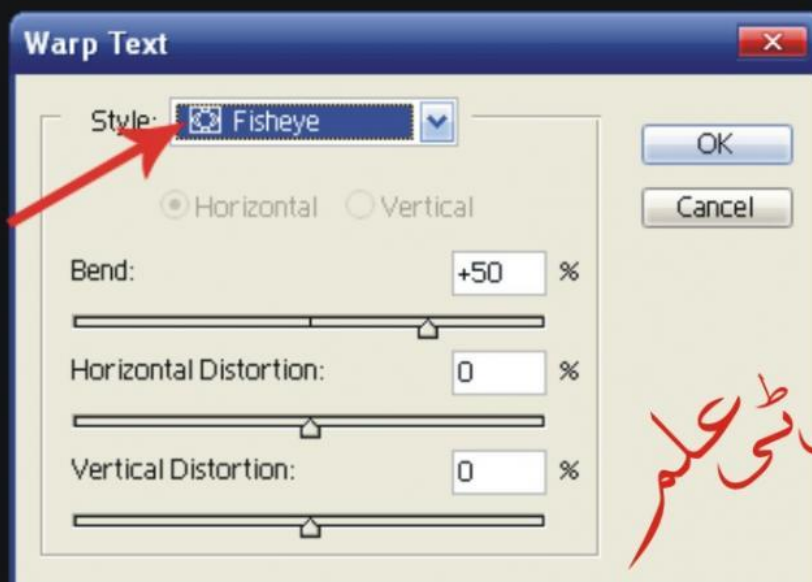 Warp Text
Style: Fisheye
OK
Horizontal Vertical
Cancel
Bend: +50 %
Horizontal Distortion: 0 %
علم
Vertical Distortion: 0 %